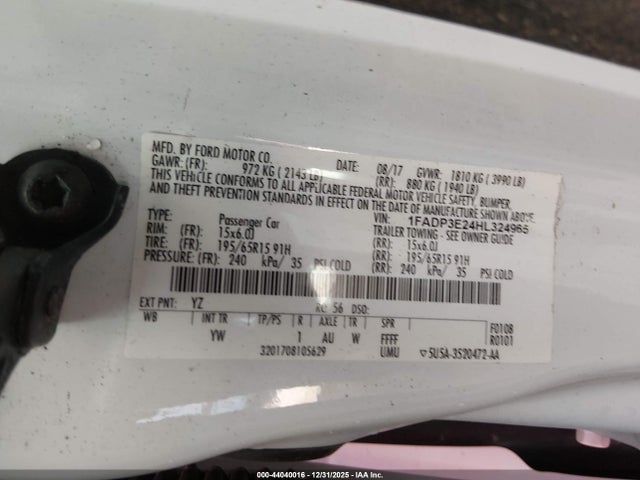 MFD. BY FORD MOTOR CO. DATE: 08/17 GVWR: 1810 KG ( 3990 LB)
GAWR: (FR): 972 KG ( 2143 LB) (RR): 880 KG ( 1940 LB)
THIS VEHICLE CONFORMS TO ALL APPLICABLE FEDERAL MOTOR VEHICLE SAFETY, BUMPER,
AND THEFT PREVENTION STANDARDS IN EFFECT ON THE DATE OF MANUFACTURE SHOWN ABOVE.
VIN: 1FADP3E24HL324965
TYPE: Passenger Car TRAILER TOWING - SEE OWNER GUIDE
RIM: (FR): 15x6.0J (RR): 15x6.0J
TIRE: (FR): 195/65R15 91H (RR): 195/65R15 91H
PRESSURE: (FR): 240 kPa/ 35 PSI COLD (RR): 240 kPa/ 35 PSI COLD
EXT PNT: YZ RC: 56 DSO:
WB INT TR TP/PS R AXLE TR SPR F0108
YW 1 AU W FFFF R0101
3201708105629 UMU ▽5U5A-3520472-AA
000-44040016 - 12/31/2025 - IAA Inc.